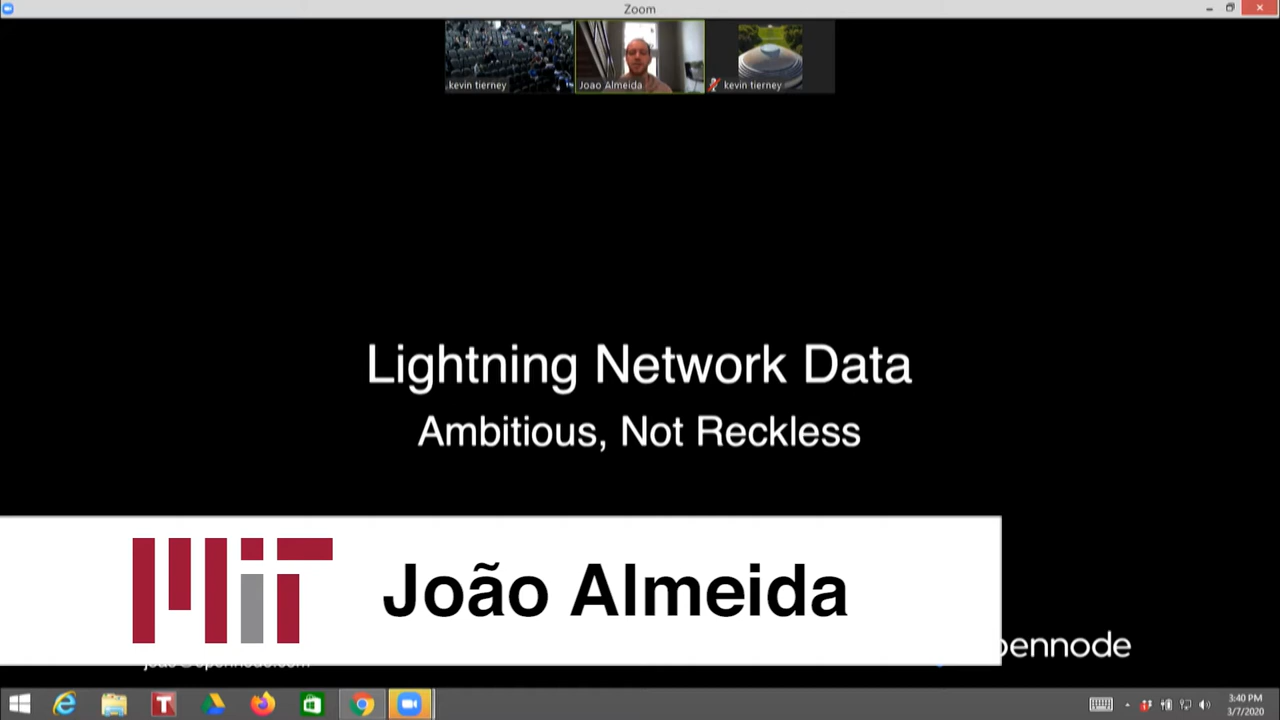 Zoom
kevin tierney
Joao Almeida
kevin tierney
Lightning Network Data
Ambitious, Not Reckless
MIT
João Almeida
pennode
3:40 PM
3/7/2020